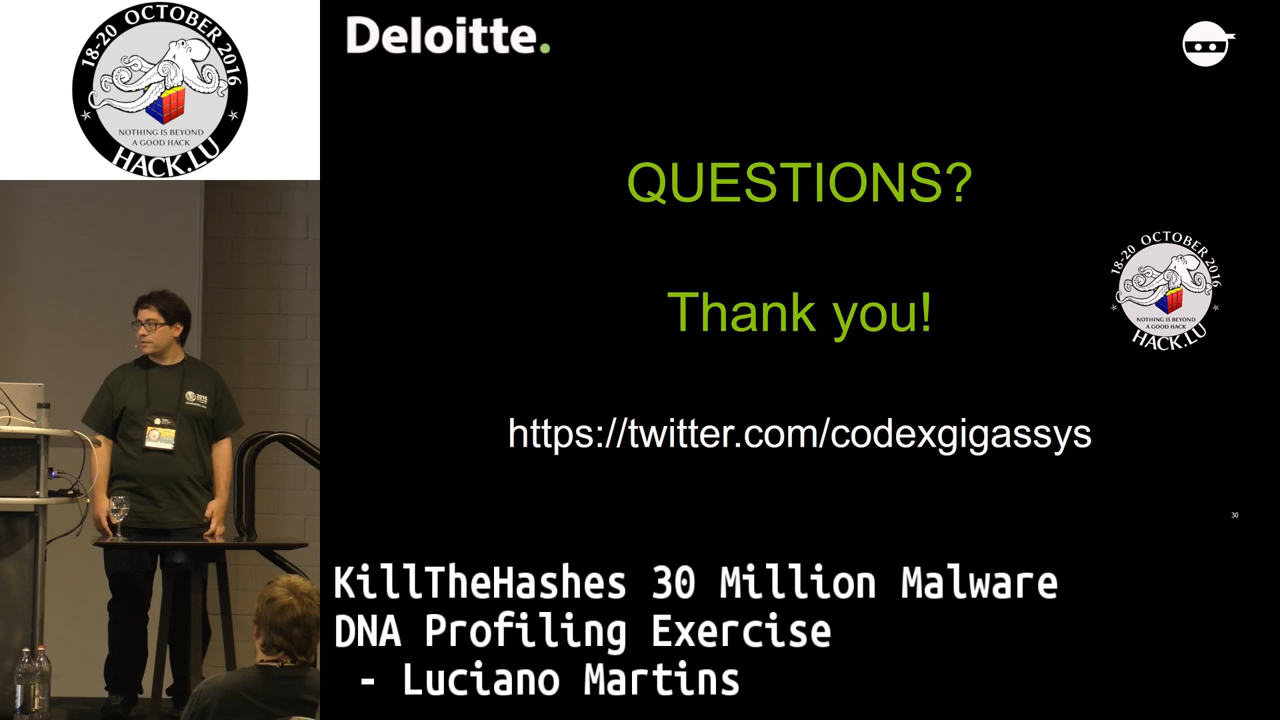 18-20 OCTOBER 2016
NOTHING IS BEYOND
A GOOD HACK
HACK.LU
Deloitte.
QUESTIONS?
18-20 OCTOBER 2016
NOTHING IS BEYOND
A GOOD HACK
HACK.LU
Thank you!
https://twitter.com/codexgigassys
30
KillTheHashes 30 Million Malware
DNA Profiling Exercise
- Luciano Martins